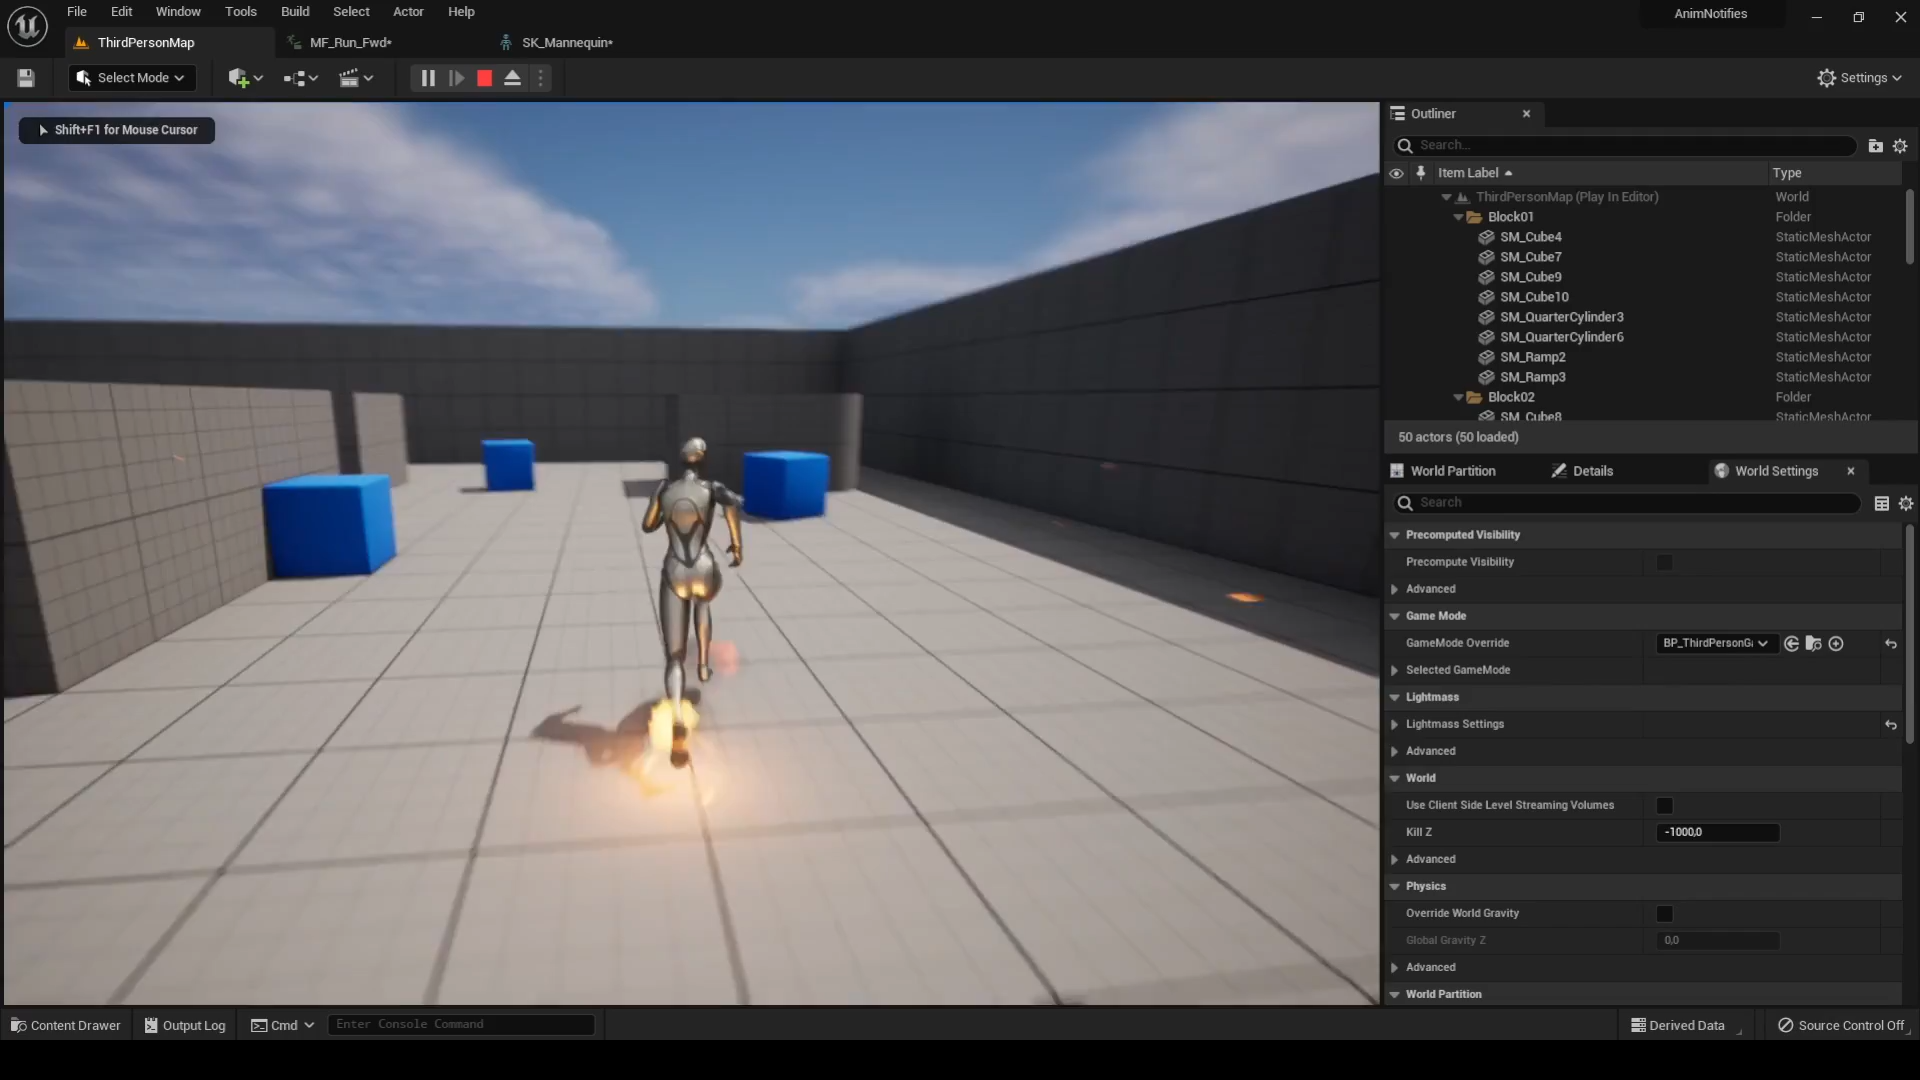 File Edit Window Tools Build Select Actor Help
AnimNotifies
ThirdPersonMap
MF_Run_Fwd*
SK_Mannequin*
Select Mode
Settings
Shift+F1 for Mouse Cursor
Outliner
Search...
Item Label Type
ThirdPersonMap (Play In Editor) World
Block01 Folder
SM_Cube4 StaticMeshActor
SM_Cube7 StaticMeshActor
SM_Cube9 StaticMeshActor
SM_Cube10 StaticMeshActor
SM_QuarterCylinder3 StaticMeshActor
SM_QuarterCylinder6 StaticMeshActor
SM_Ramp2 StaticMeshActor
SM_Ramp3 StaticMeshActor
Block02 Folder
SM_Cube8 StaticMeshActor
50 actors (50 loaded)
World Partition Details World Settings
Search
Precomputed Visibility
Precompute Visibility
Advanced
Game Mode
GameMode Override BP_ThirdPersonGa
Selected GameMode
Lightmass
Lightmass Settings
Advanced
World
Use Client Side Level Streaming Volumes
Kill Z -1000,0
Advanced
Physics
Override World Gravity
Global Gravity Z 0,0
Advanced
World Partition
Content Drawer Output Log Cmd Enter Console Command Derived Data Source Control Off